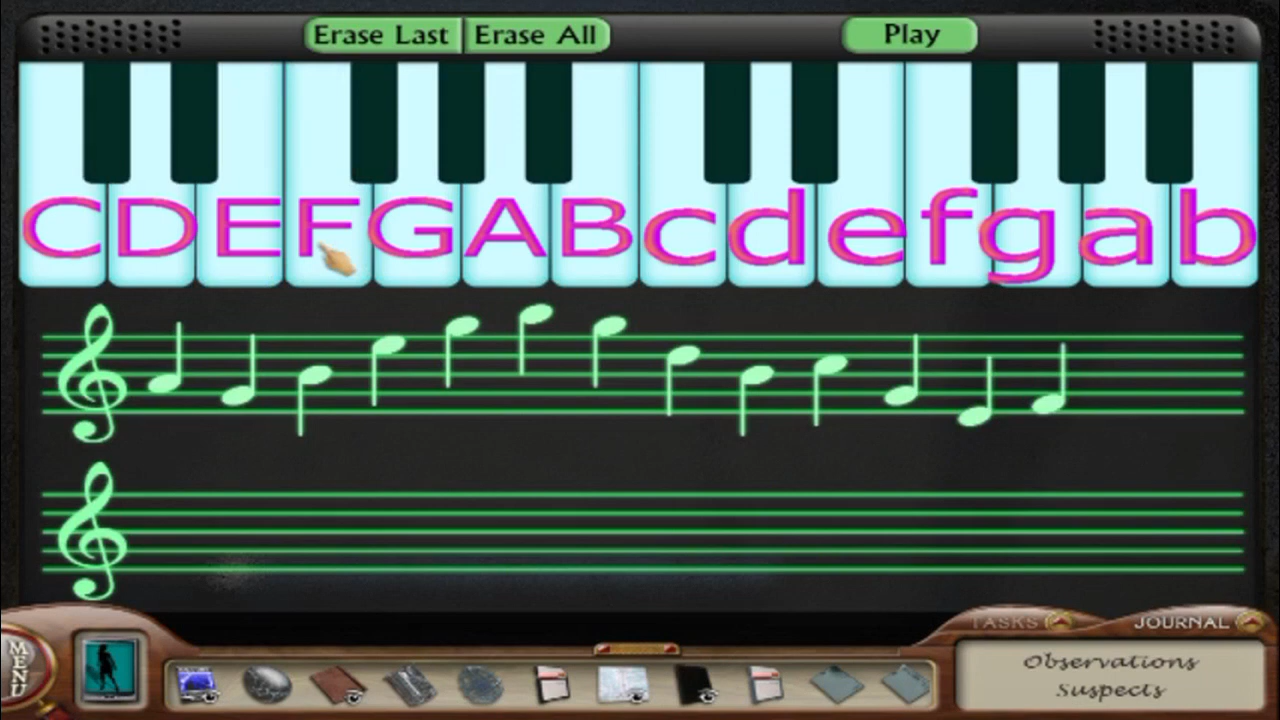 Erase Last Erase All Play
CDEFGABcdefgab
TASKS JOURNAL
MENU
Observations
Suspects